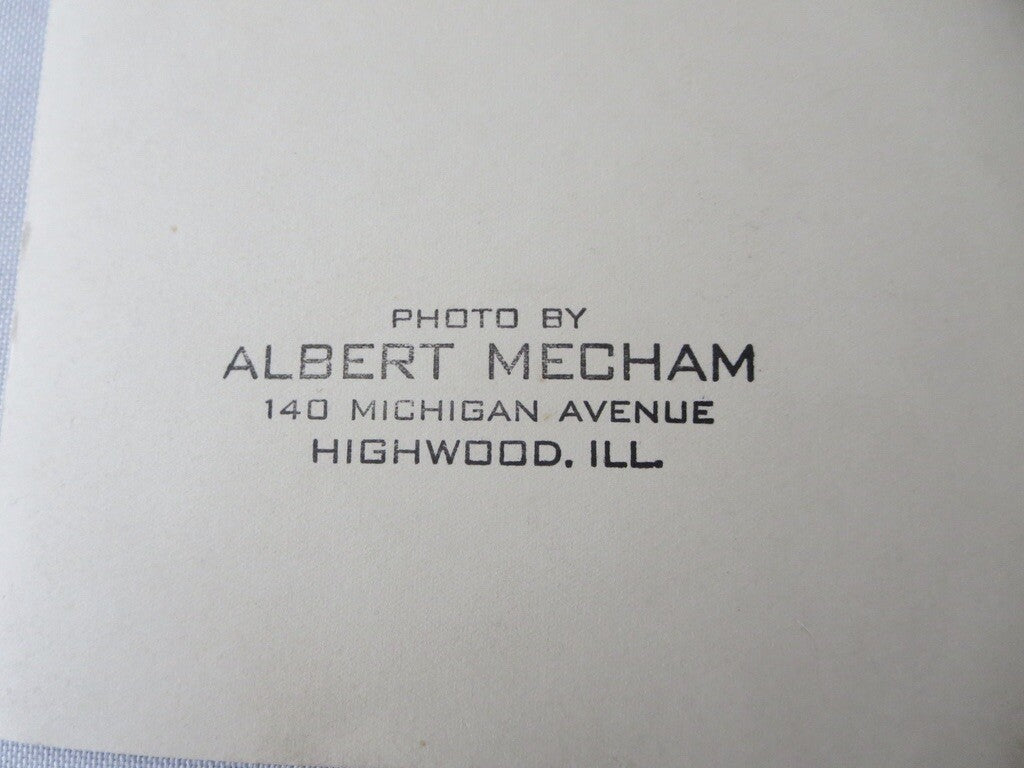 PHOTO BY
ALBERT MECHAM
140 MICHIGAN AVENUE
HIGHWOOD, ILL.